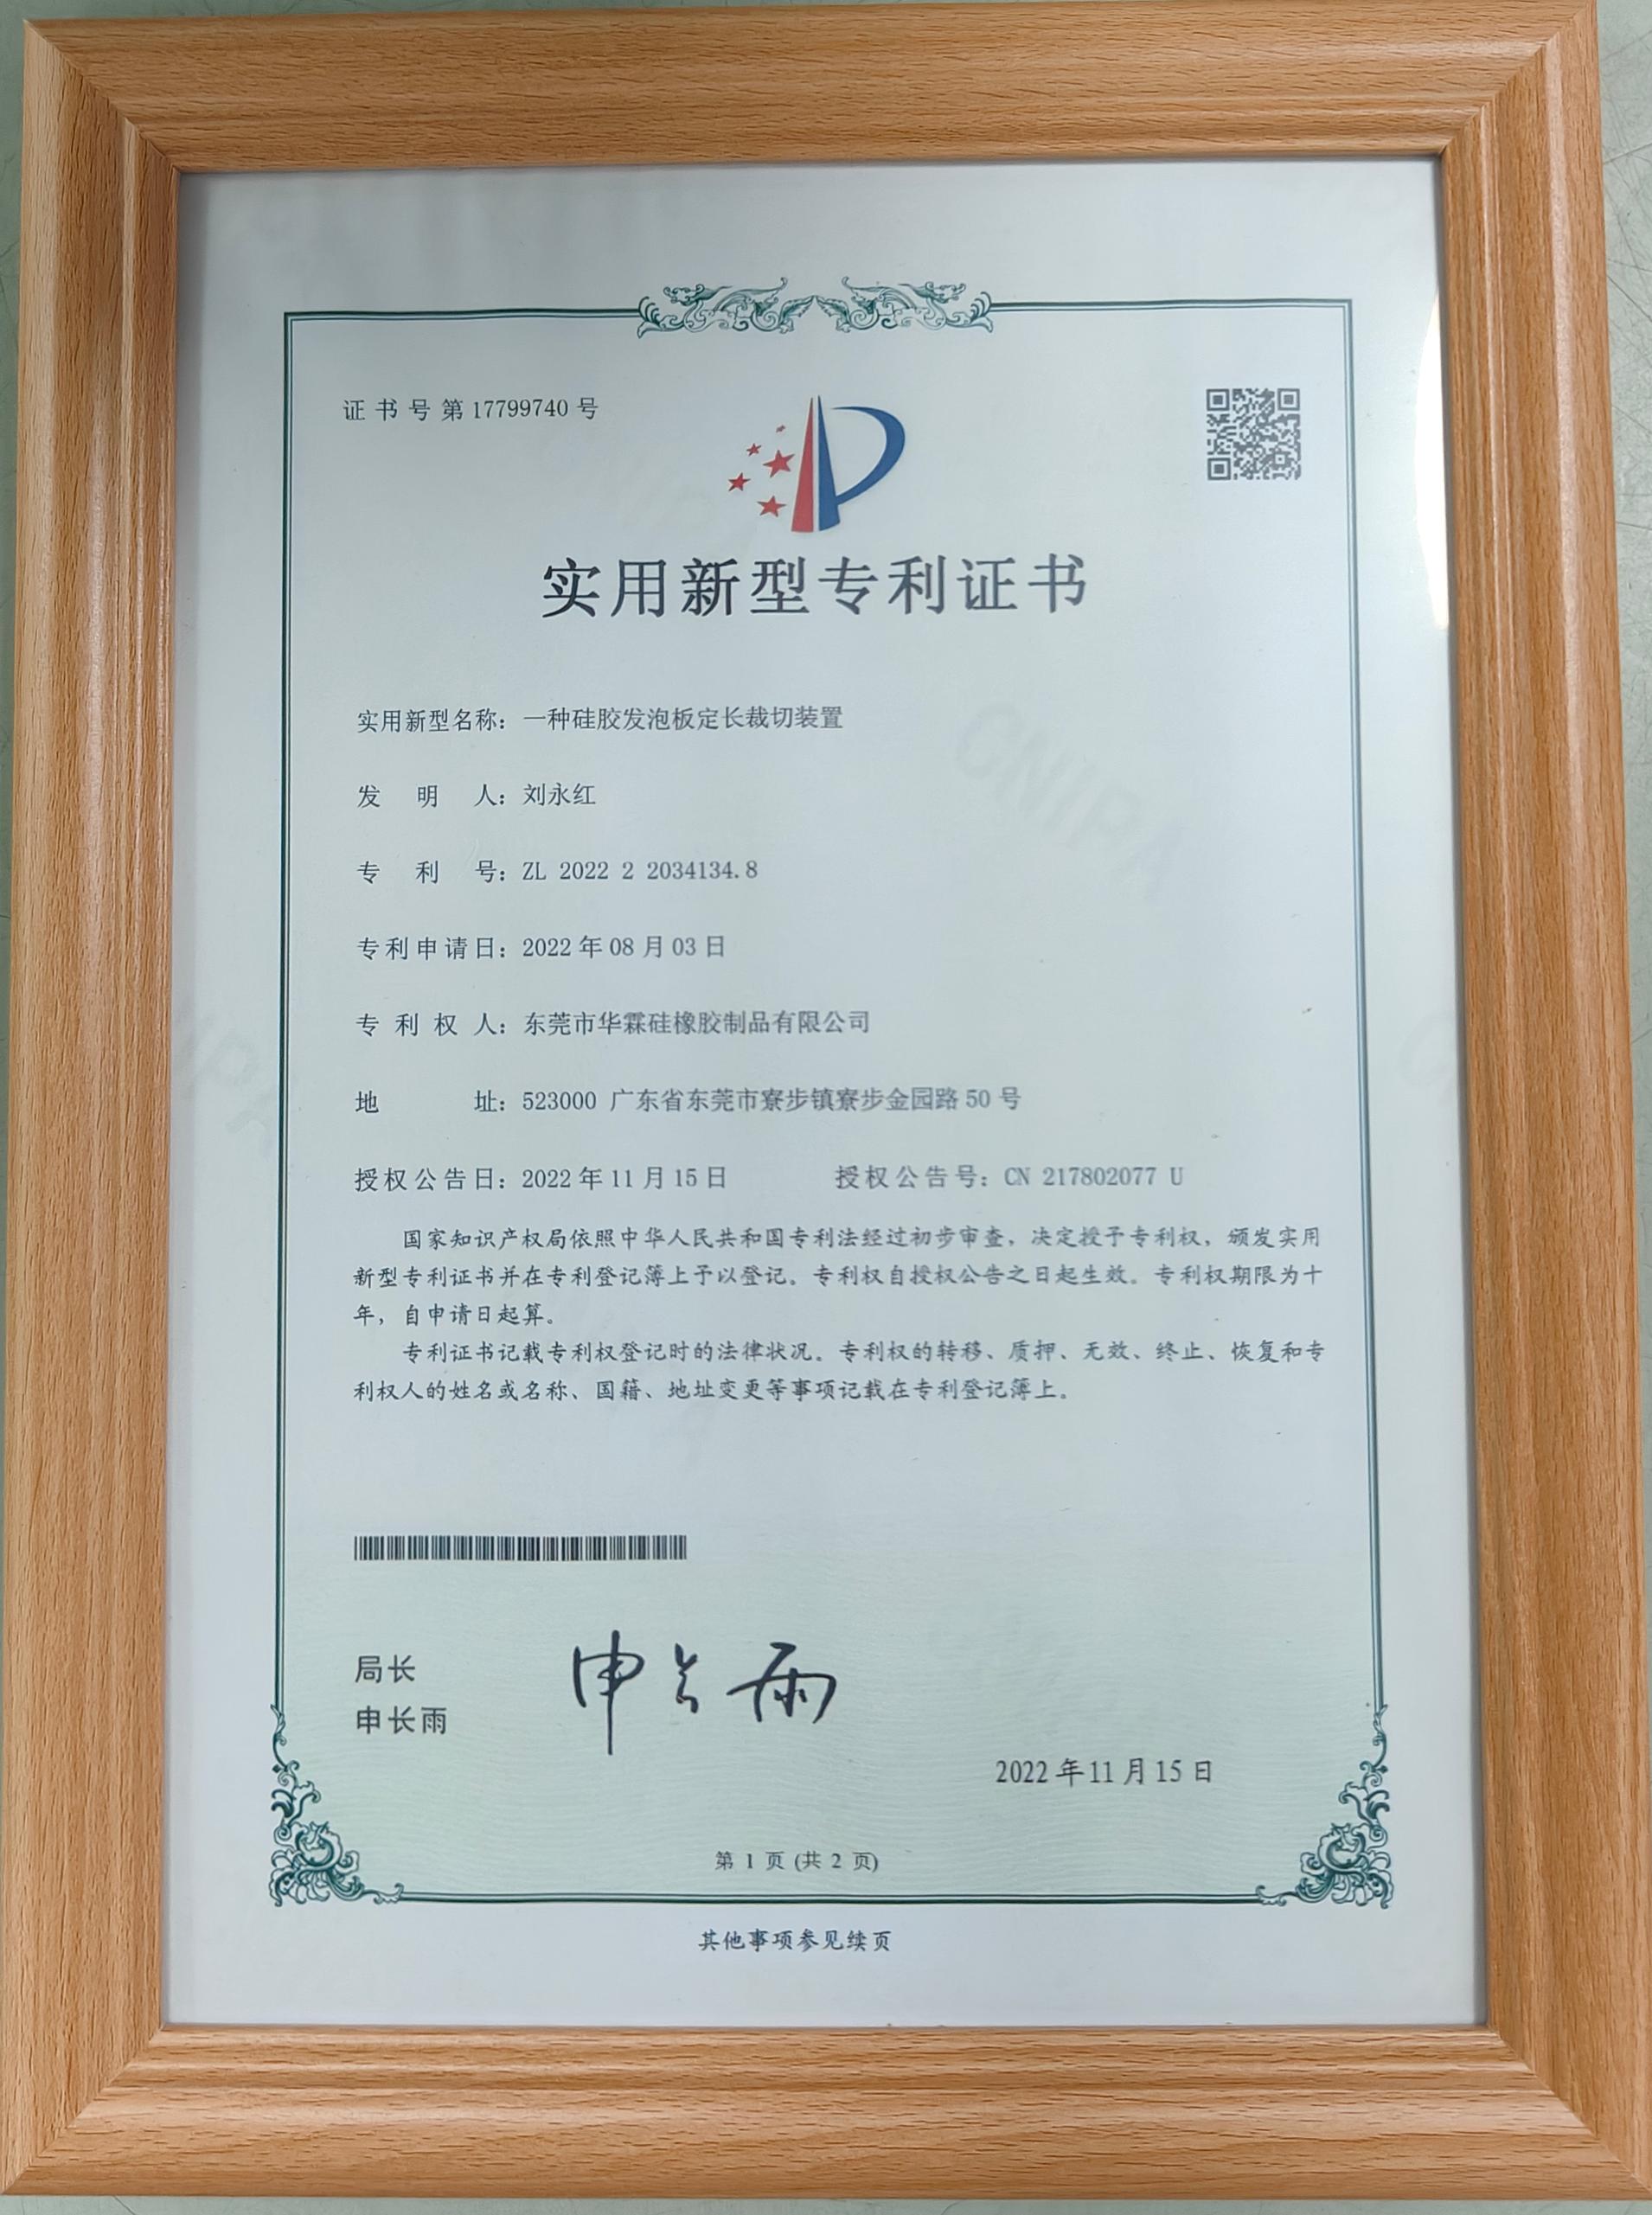 证书号第17799740号
实用新型专利证书
实用新型名称：一种硅胶发泡板定长裁切装置
发明人：刘永红
专利号：ZL 2022 2 2034134.8
专利申请日：2022年08月03日
专利权人：东莞市华霖硅橡胶制品有限公司
地址：523000 广东省东莞市寮步镇寮步金园路50号
授权公告日：2022年11月15日 授权公告号：CN 217802077 U
国家知识产权局依照中华人民共和国专利法经过初步审查，决定授予专利权，颁发实用
新型专利证书并在专利登记簿上予以登记。专利权自授权公告之日起生效。专利权期限为十
年，自申请日起算。
专利证书记载专利权登记时的法律状况。专利权的转移、质押、无效、终止、恢复和专
利权人的姓名或名称、国籍、地址变更等事项记载在专利登记簿上。
局长
申长雨
申长雨
2022年11月15日
第 1 页 (共 2 页)
其他事项参见续页
CNIPA